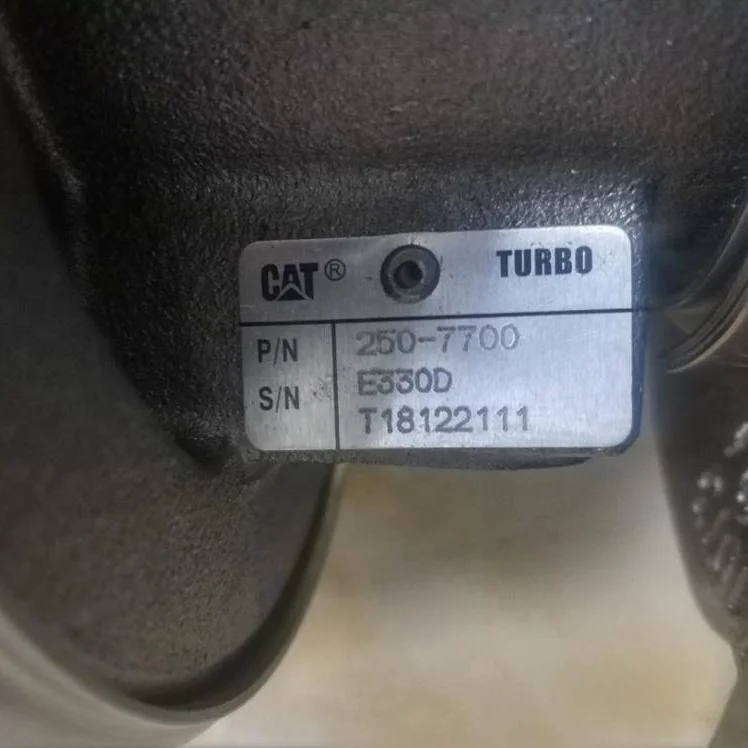 CAT® TURBO
P/N 250-7700
S/N E330D
T18122111